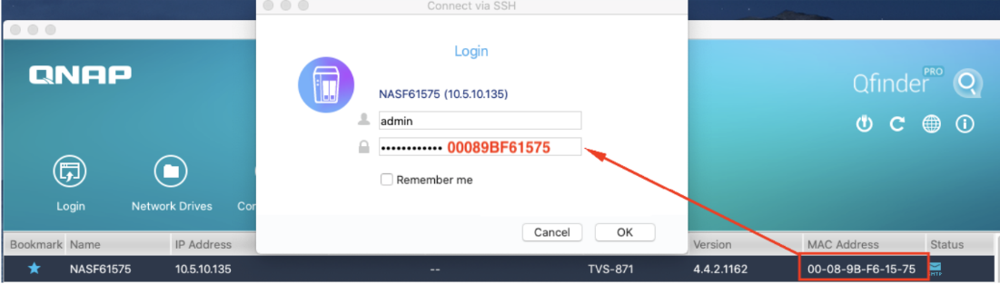 Connect via SSH
QNAP
Login
NASF61575 (10.5.10.135)
admin
•••••••••••• 00089BF61575
Remember me
Cancel
OK
Qfinder PRO
Login
Network Drives
Con
Bookmark Name IP Address Version MAC Address Status
NASF61575 10.5.10.135 -- TVS-871 4.4.2.1162 00-08-9B-F6-15-75